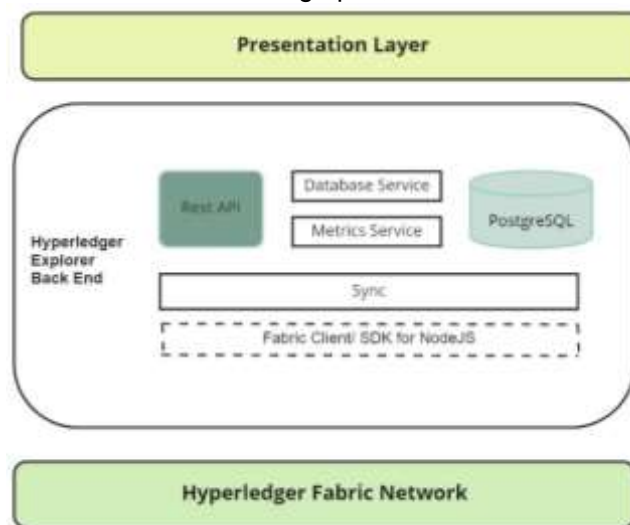 Presentation Layer
Rest API
Database Service
Metrics Service
PostgreSQL
Hyperledger
Explorer
Back End
Sync
Fabric Client/ SDK for NodeJS
Hyperledger Fabric Network